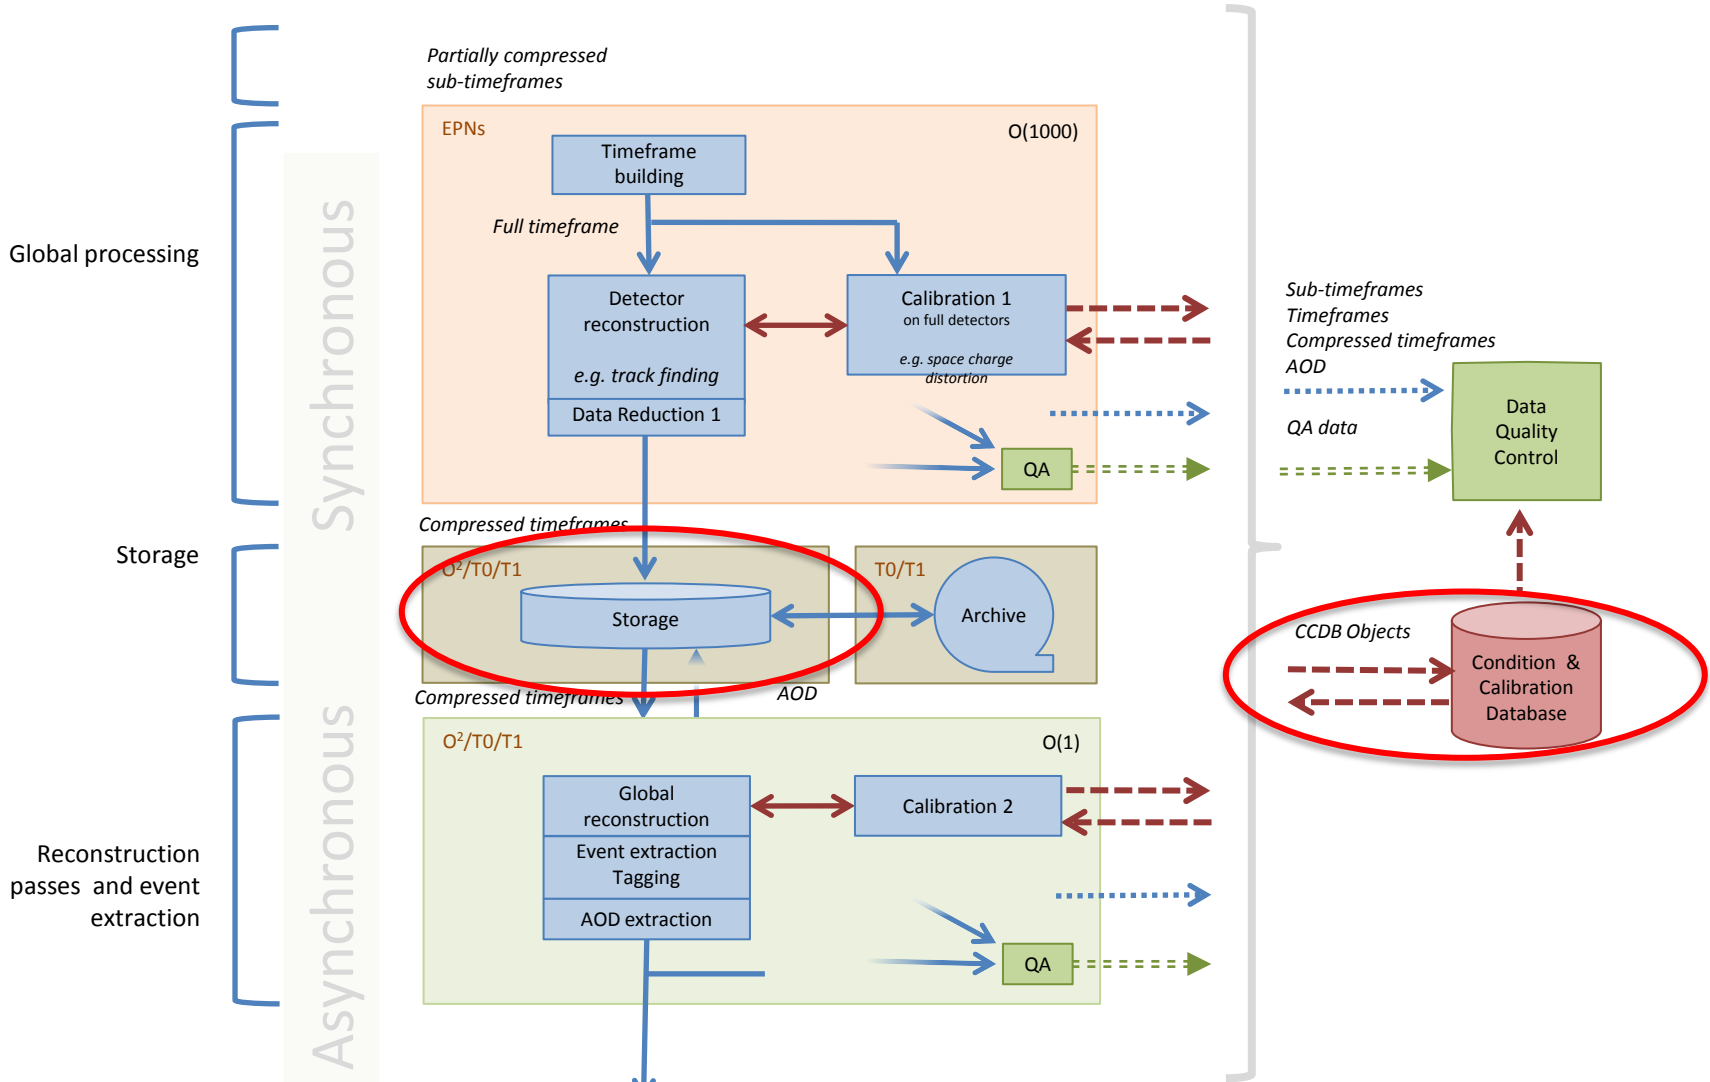 Partially compressed
sub-timeframes
EPNs
O(1000)
Timeframe
building
Full timeframe
Global processing
Synchronous
Detector
reconstruction
e.g. track finding
Data Reduction 1
Calibration 1
on full detectors
e.g. space charge
distortion
QA
Sub-timeframes
Timeframes
Compressed timeframes
AOD
QA data
Data
Quality
Control
Compressed timeframes
Storage
O²/T0/T1
Storage
T0/T1
Archive
CCDB Objects
Condition &
Calibration
Database
Compressed timeframes
AOD
O²/T0/T1
O(1)
Asynchronous
Reconstruction
passes and event
extraction
Global
reconstruction
Event extraction
Tagging
AOD extraction
Calibration 2
QA